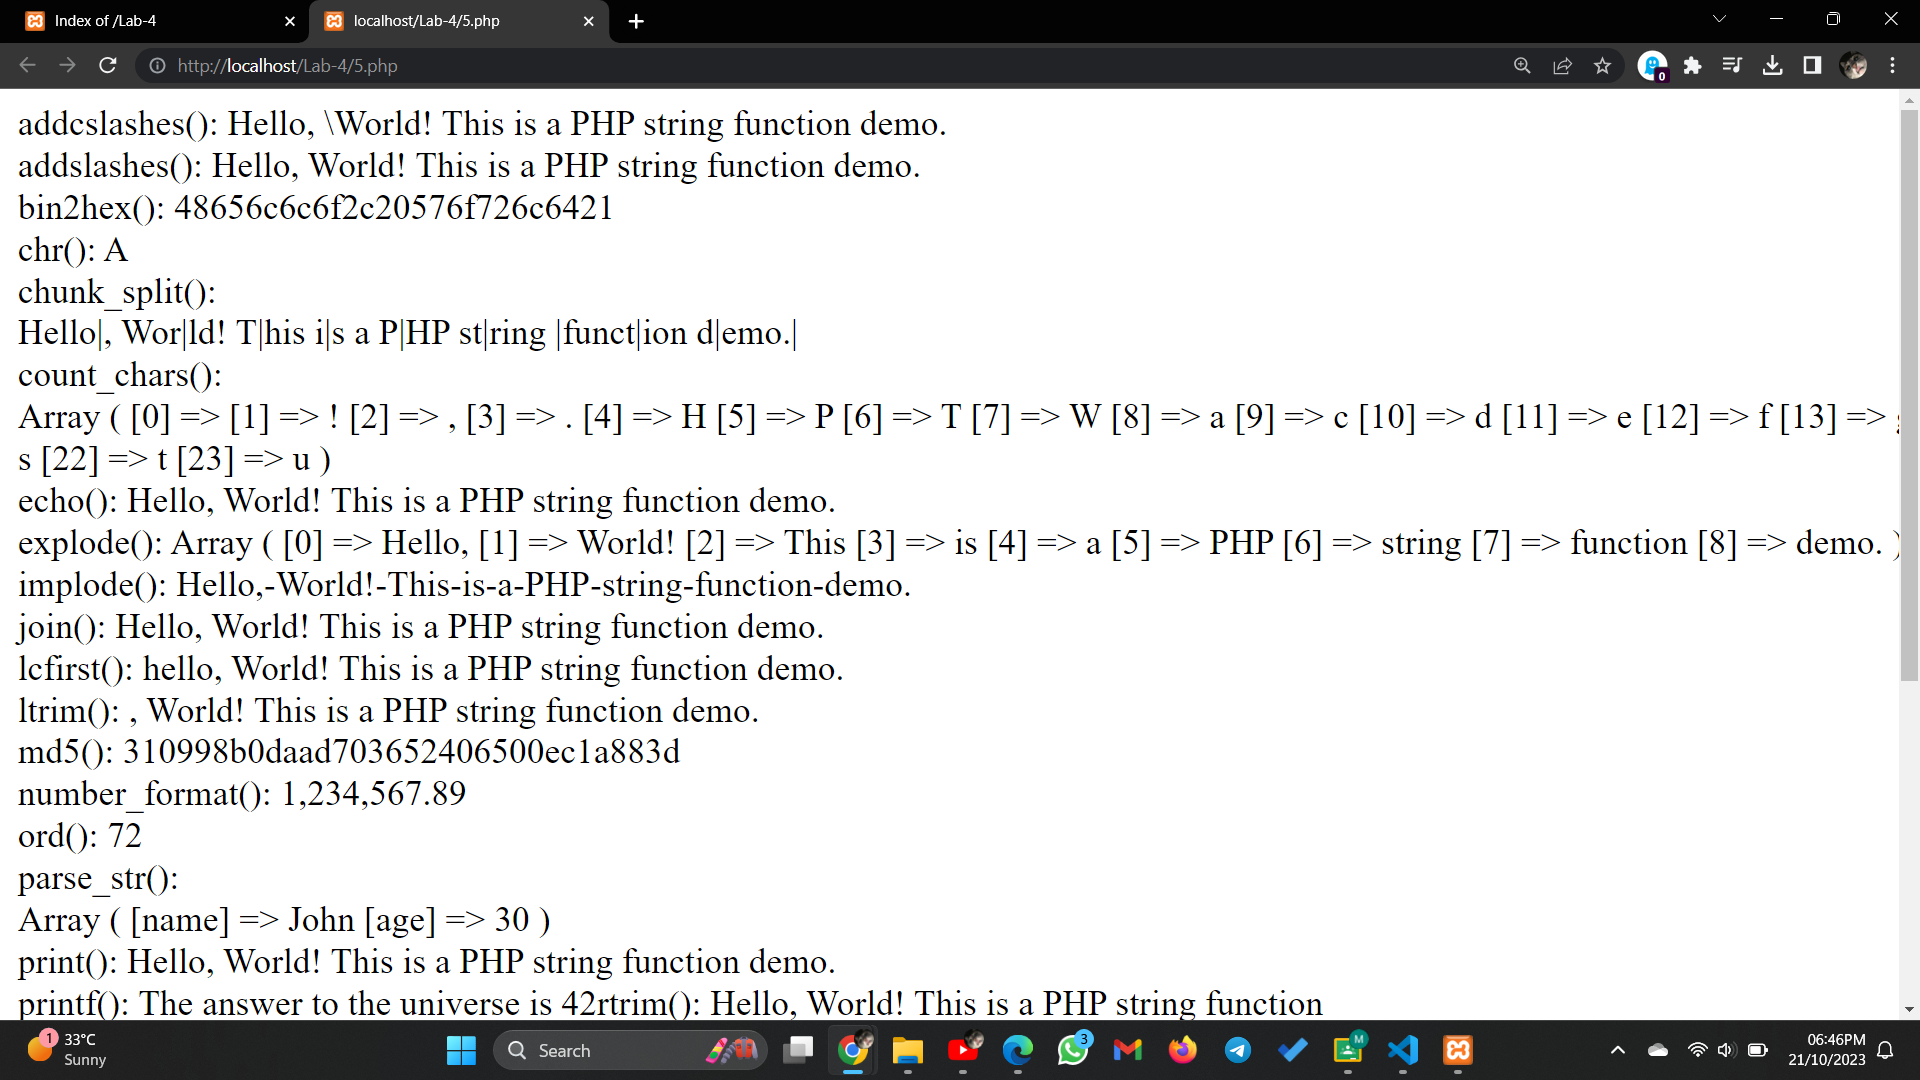 Index of /Lab-4
localhost/Lab-4/5.php
http://localhost/Lab-4/5.php
0
addcslashes(): Hello, \World! This is a PHP string function demo.
addslashes(): Hello, World! This is a PHP string function demo.
bin2hex(): 48656c6c6f2c20576f726c6421
chr(): A
chunk_split():
Hello|, Wor|ld! T|his i|s a P|HP st|ring |funct|ion d|emo.|
count_chars():
Array ( [0] => [1] => ! [2] => , [3] => . [4] => H [5] => P [6] => T [7] => W [8] => a [9] => c [10] => d [11] => e [12] => f [13] =>
s [22] => t [23] => u )
echo(): Hello, World! This is a PHP string function demo.
explode(): Array ( [0] => Hello, [1] => World! [2] => This [3] => is [4] => a [5] => PHP [6] => string [7] => function [8] => demo. )
implode(): Hello,-World!-This-is-a-PHP-string-function-demo.
join(): Hello, World! This is a PHP string function demo.
lcfirst(): hello, World! This is a PHP string function demo.
ltrim(): , World! This is a PHP string function demo.
md5(): 310998b0daad703652406500ec1a883d
number_format(): 1,234,567.89
ord(): 72
parse_str():
Array ( [name] => John [age] => 30 )
print(): Hello, World! This is a PHP string function demo.
printf(): The answer to the universe is 42rtrim(): Hello, World! This is a PHP string function
1
33°C
Sunny
Search
3
M
06:46PM
21/10/2023